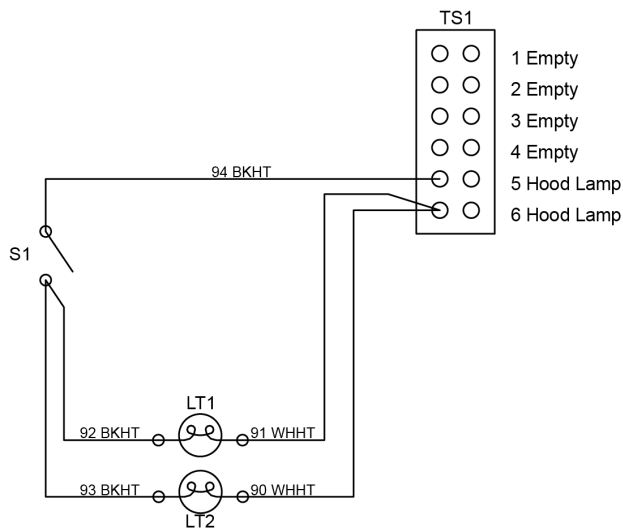 TS1
1 Empty
2 Empty
3 Empty
4 Empty
94 BKHT
5 Hood Lamp
6 Hood Lamp
S1
LT1
92 BKHT
91 WHHT
93 BKHT
90 WHHT
LT2